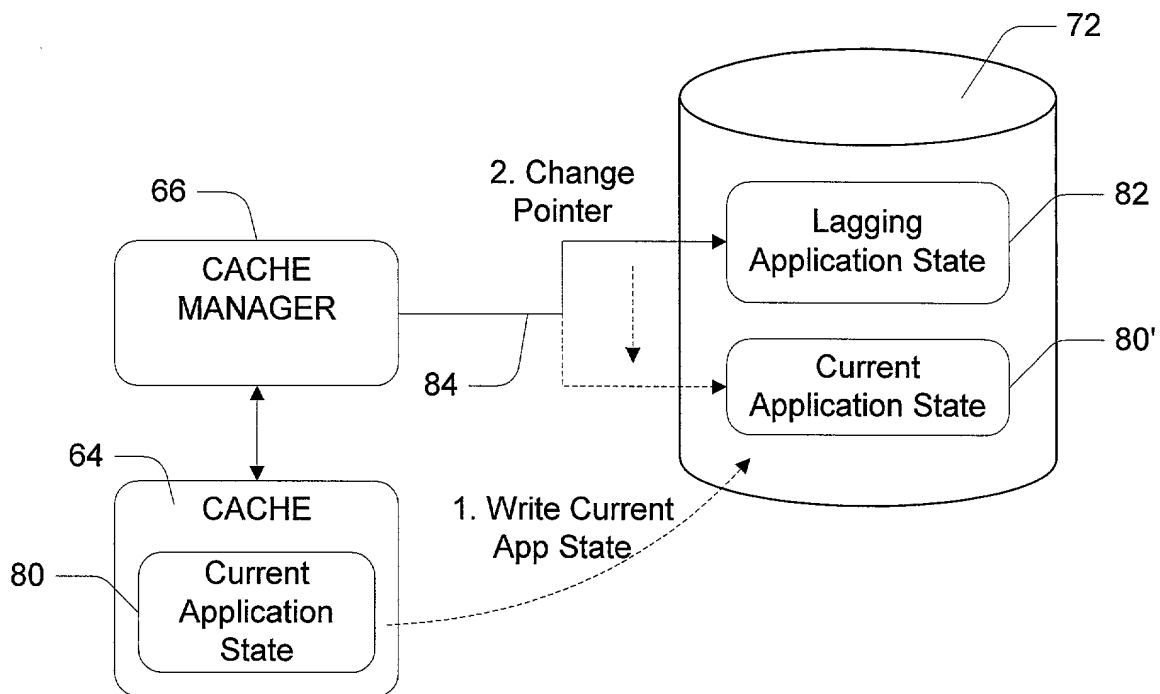 72
66
2. Change
Pointer
82
Lagging
Application State
CACHE
MANAGER
84
80'
Current
Application State
64
CACHE
1. Write Current
App State
80
Current
Application
State